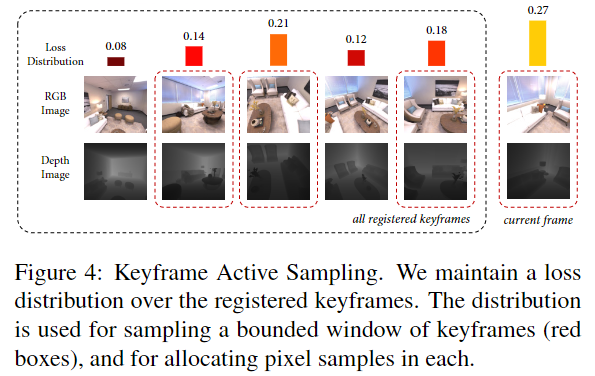 0.08
0.14
0.21
0.12
0.18
0.27
Loss
Distribution
RGB
Image
Depth
Image
all registered keyframes
current frame
Figure 4: Keyframe Active Sampling. We maintain a loss
distribution over the registered keyframes. The distribution
is used for sampling a bounded window of keyframes (red
boxes), and for allocating pixel samples in each.